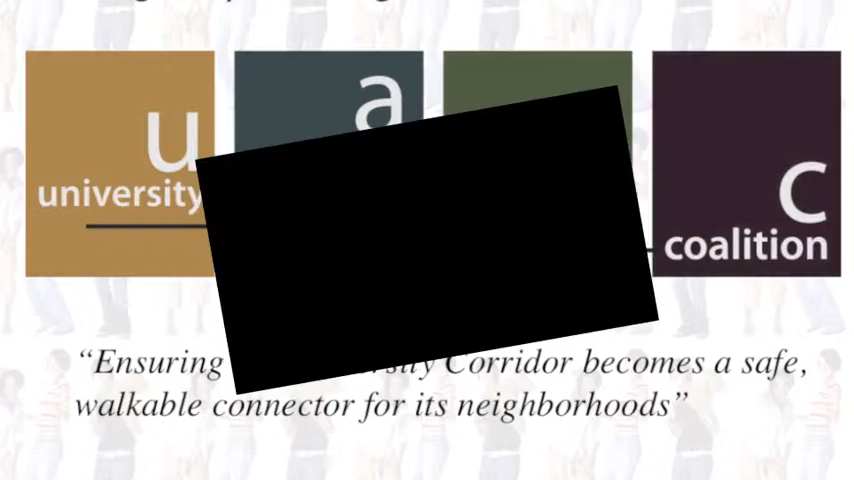 u
a
c
university
coalition
“Ensuring Corridor becomes a safe,
walkable connector for its neighborhoods”